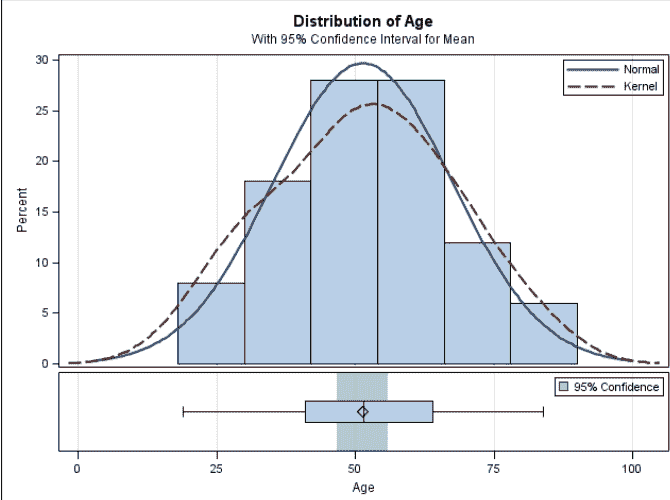 Distribution of Age
With 95% Confidence Interval for Mean
30
25
20
15
10
5
0
Percent
Normal
Kernel
95% Confidence
0 25 50 75 100
Age